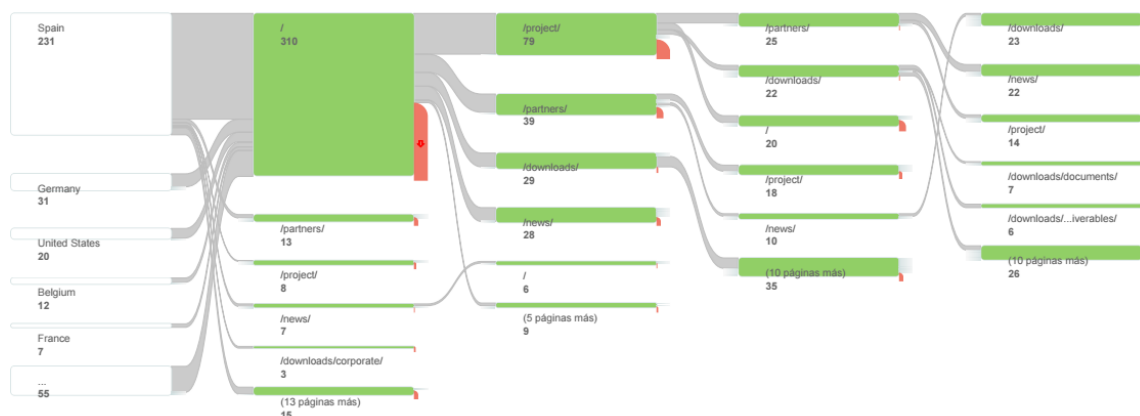 Spain
231
Germany
31
United States
20
Belgium
12
France
7
...
55
/
310
/partners/
13
/project/
8
/news/
7
/downloads/corporate/
3
(13 páginas más)
15
/project/
79
/partners/
39
/downloads/
29
/news/
28
/
6
(5 páginas más)
9
/partners/
25
/downloads/
22
/
20
/project/
18
/news/
10
(10 páginas más)
35
/downloads/
23
/news/
22
/project/
14
/downloads/documents/
7
/downloads/...iverables/
6
(10 páginas más)
26